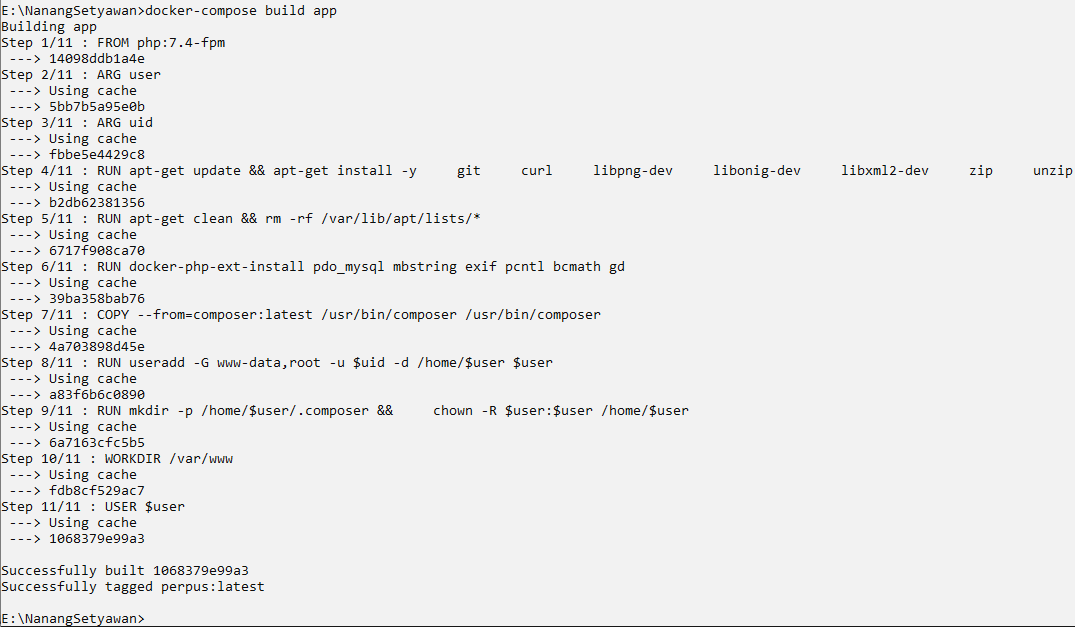 E:\NanangSetyawan>docker-compose build app
Building app
Step 1/11 : FROM php:7.4-fpm
 ---> 14098ddb1a4e
Step 2/11 : ARG user
 ---> Using cache
 ---> 5bb7b5a95e0b
Step 3/11 : ARG uid
 ---> Using cache
 ---> fbbe5e4429c8
Step 4/11 : RUN apt-get update && apt-get install -y     git     curl     libpng-dev     libonig-dev     libxml2-dev     zip     unzip
 ---> Using cache
 ---> b2db62381356
Step 5/11 : RUN apt-get clean && rm -rf /var/lib/apt/lists/*
 ---> Using cache
 ---> 6717f908ca70
Step 6/11 : RUN docker-php-ext-install pdo_mysql mbstring exif pcntl bcmath gd
 ---> Using cache
 ---> 39ba358bab76
Step 7/11 : COPY --from=composer:latest /usr/bin/composer /usr/bin/composer
 ---> Using cache
 ---> 4a703898d45e
Step 8/11 : RUN useradd -G www-data,root -u $uid -d /home/$user $user
 ---> Using cache
 ---> a83f6b6c0890
Step 9/11 : RUN mkdir -p /home/$user/.composer &&     chown -R $user:$user /home/$user
 ---> Using cache
 ---> 6a7163cfc5b5
Step 10/11 : WORKDIR /var/www
 ---> Using cache
 ---> fdb8cf529ac7
Step 11/11 : USER $user
 ---> Using cache
 ---> 1068379e99a3

Successfully built 1068379e99a3
Successfully tagged perpus:latest

E:\NanangSetyawan>